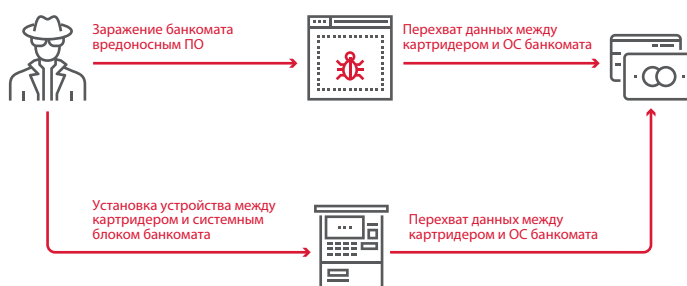 Заражение банкомата
вредоносным ПО
Перехват данных между
картридером и ОС банкомата
Установка устройства между
картридером и системным
блоком банкомата
Перехват данных между
картридером и ОС банкомата